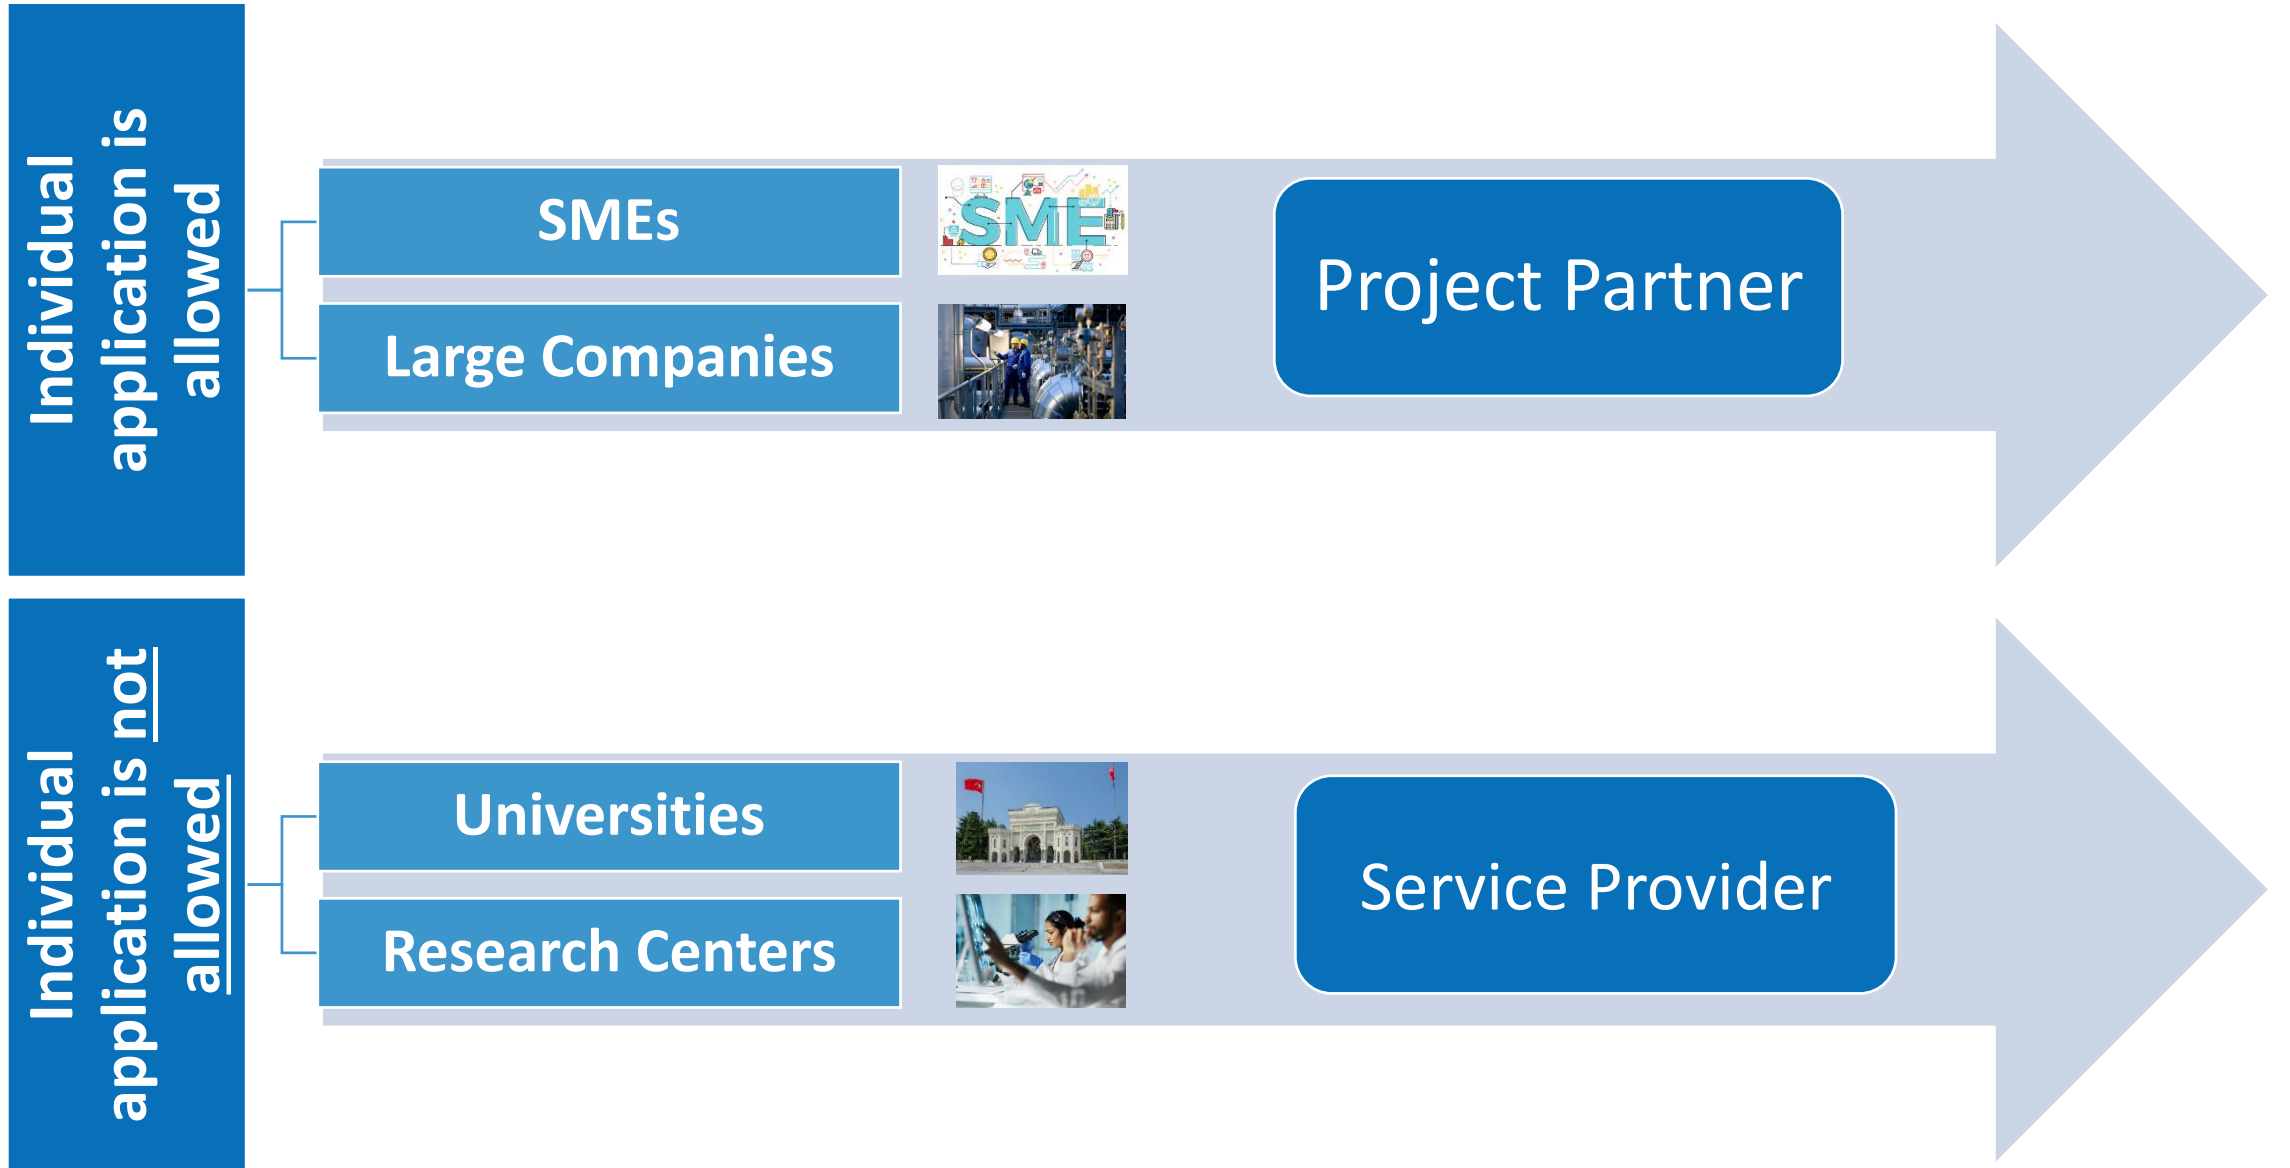 Individual
application is
allowed
SMEs
SME
Large Companies
Project Partner
Individual
application is not
allowed
Universities
Research Centers
Service Provider